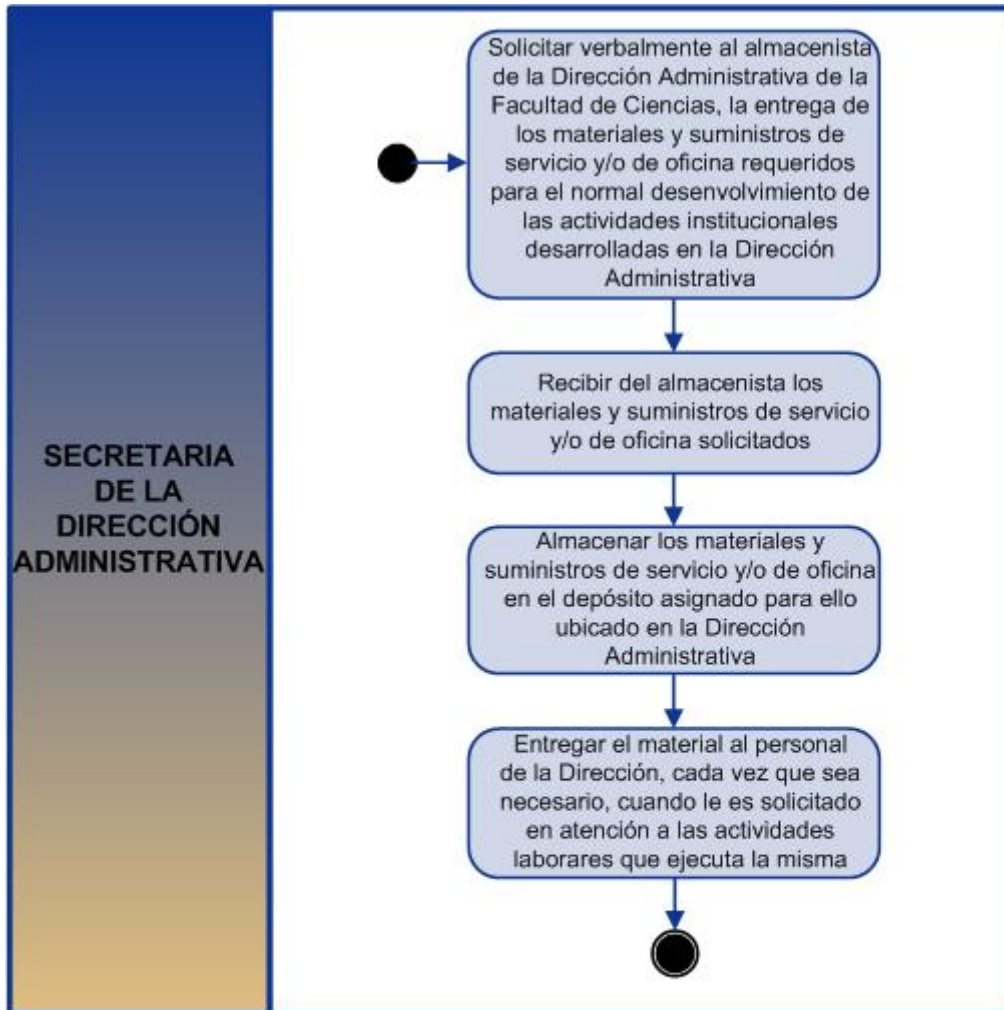 SECRETARIA
DE LA
DIRECCIÓN
ADMINISTRATIVA
Solicitar verbalmente al almacenista
de la Dirección Administrativa de la
Facultad de Ciencias, la entrega de
los materiales y suministros de
servicio y/o de oficina requeridos
para el normal desenvolvimiento de
las actividades institucionales
desarrolladas en la Dirección
Administrativa
Recibir del almacenista los
materiales y suministros de servicio
y/o de oficina solicitados
Almacenar los materiales y
suministros de servicio y/o de oficina
en el depósito asignado para ello
ubicado en la Dirección
Administrativa
Entregar el material al personal
de la Dirección, cada vez que sea
necesario, cuando le es solicitado
en atención a las actividades
laborares que ejecuta la misma